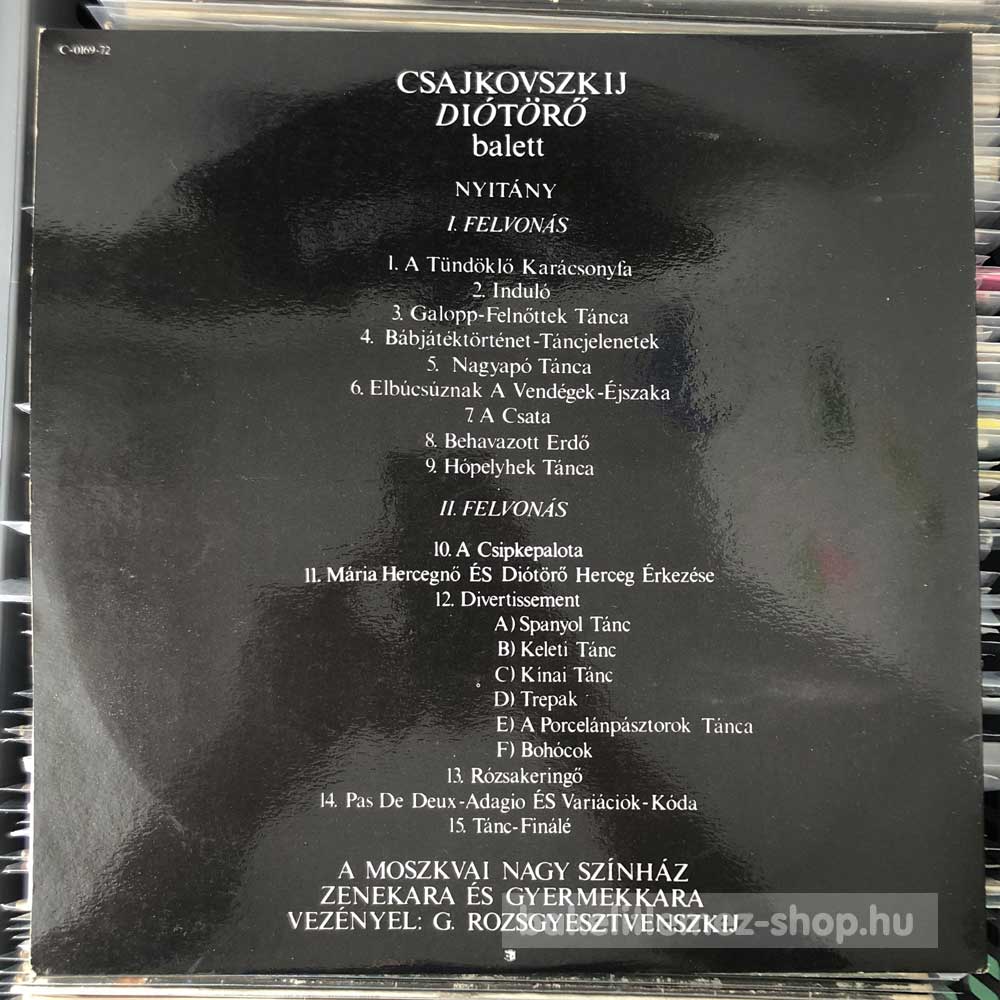 C-0169-72
CSAJKOVSZKIJ
DIÓTÖRŐ
balett
NYITÁNY
I. FELVONÁS
1. A Tündöklő Karácsonyfa
2. Induló
3. Galopp-Felnőttek Tánca
4. Bábjátéktörténet-Táncjelenetek
5. Nagyapó Tánca
6. Elbúcsúznak A Vendégek-Éjszaka
7. A Csata
8. Behavazott Erdő
9. Hópelyhek Tánca
II. FELVONÁS
10. A Csipkepalota
11. Mária Hercegnő ÉS Diótörő Herceg Érkezése
12. Divertissement
A) Spanyol Tánc
B) Keleti Tánc
C) Kínai Tánc
D) Trepak
E) A Porcelánpásztorok Tánca
F) Bohócok
13. Rózsakeringő
14. Pas De Deux-Adagio ÉS Variációk-Kóda
15. Tánc-Finálé
A MOSZKVAI NAGY SZÍNHÁZ
ZENEKARA ÉS GYERMEKKARA
VEZÉNYEL: G. ROZSGYESZTVENSZKIJ
bakelitlemez-shop.hu